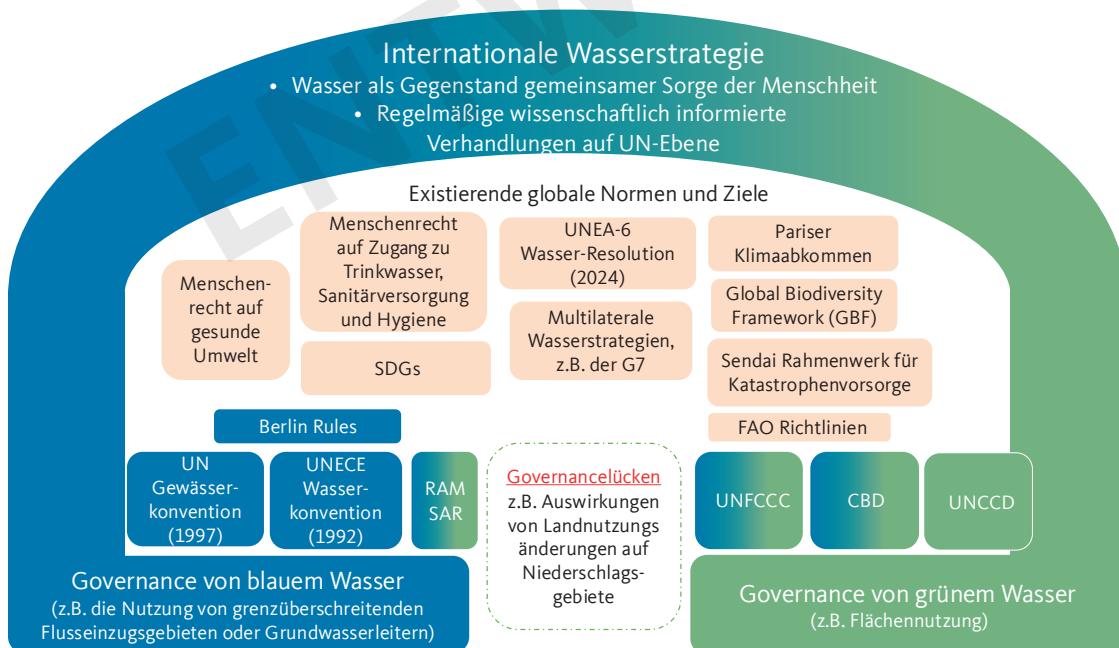 ENTW
Internationale Wasserstrategie
• Wasser als Gegenstand gemeinsamer Sorge der Menschheit
• Regelmäßige wissenschaftlich informierte
Verhandlungen auf UN-Ebene
Existierende globale Normen und Ziele
Menschen-
recht auf
gesunde
Umwelt
Menschenrecht
auf Zugang zu
Trinkwasser,
Sanitärversorgung
und Hygiene
SDGs
UNEA-6
Wasser-Resolution
(2024)
Multilaterale
Wasserstrategien,
z.B. der G7
Pariser
Klimaabkommen
Global Biodiversity
Framework (GBF)
Sendai Rahmenwerk für
Katastrophenvorsorge
FAO Richtlinien
Berlin Rules
UN
Gewässer-
konvention
(1997)
UNECE
Wasser-
konvention
(1992)
RAM
SAR
Governancelücken
z.B. Auswirkungen
von Landnutzungs
änderungen auf
Niederschlags-
gebiete
UNFCCC
CBD
UNCCD
Governance von blauem Wasser
(z.B. die Nutzung von grenzüberschreitenden
Flusseinzugsgebieten oder Grundwasserleitern)
Governance von grünem Wasser
(z.B. Flächennutzung)